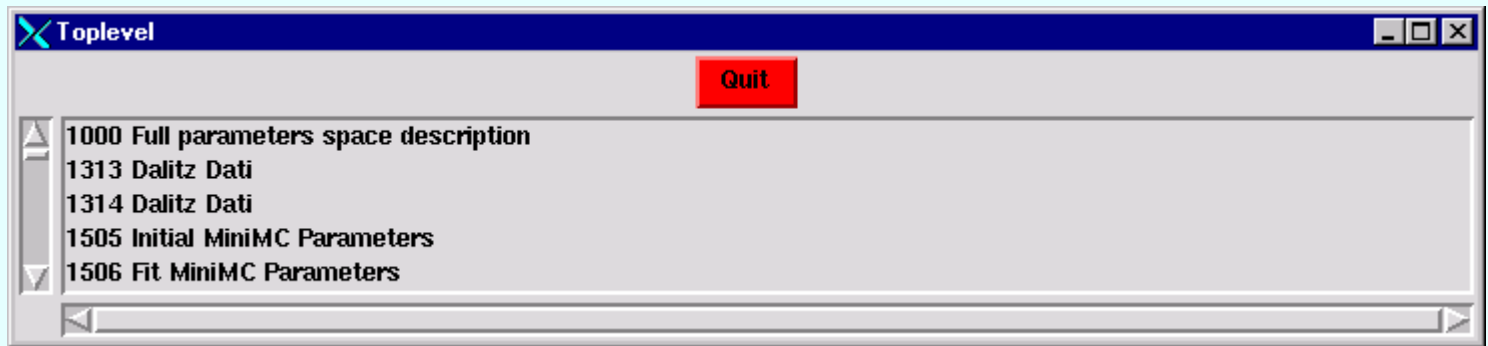 Toplevel
Quit
1000 Full parameters space description
1313 Dalitz Dati
1314 Dalitz Dati
1505 Initial MiniMC Parameters
1506 Fit MiniMC Parameters